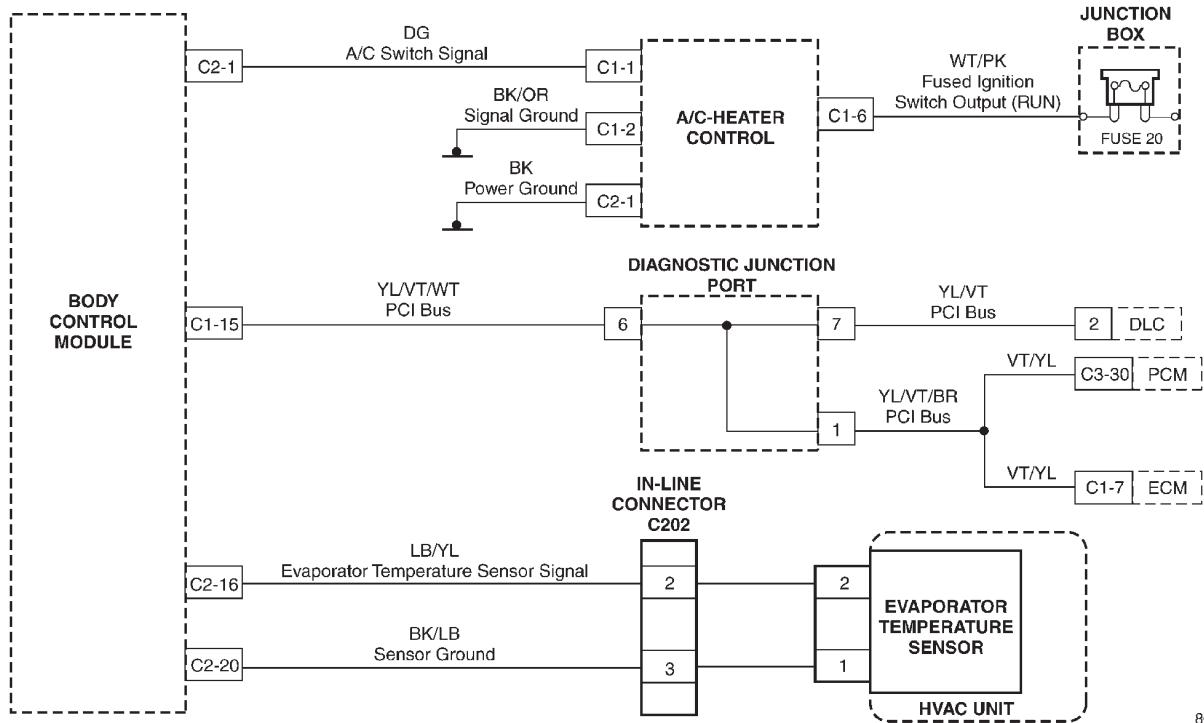 JUNCTION
BOX
FUSE 20
WT/PK
Fused Ignition
Switch Output (RUN)
C1-6
A/C-HEATER
CONTROL
C1-1
C1-2
C2-1
DG
A/C Switch Signal
BK/OR
Signal Ground
BK
Power Ground
C2-1
BODY
CONTROL
MODULE
C1-15
YL/VT/WT
PCI Bus
DIAGNOSTIC JUNCTION
PORT
6
7
1
YL/VT
PCI Bus
2 DLC
YL/VT/BR
PCI Bus
VT/YL
C3-30 PCM
VT/YL
C1-7 ECM
IN-LINE
CONNECTOR
C202
C2-16
LB/YL
Evaporator Temperature Sensor Signal
2
2
C2-20
BK/LB
Sensor Ground
3
1
EVAPORATOR
TEMPERATURE
SENSOR
HVAC UNIT
8